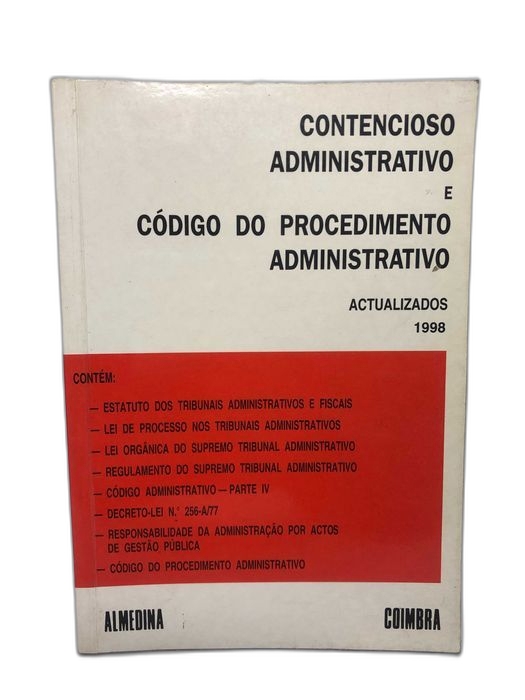 CONTENCIOSO
ADMINISTRATIVO
E
CÓDIGO DO PROCEDIMENTO
ADMINISTRATIVO
ACTUALIZADOS
1998
CONTÉM:
— ESTATUTO DOS TRIBUNAIS ADMINISTRATIVOS E FISCAIS
— LEI DE PROCESSO NOS TRIBUNAIS ADMINISTRATIVOS
— LEI ORGÂNICA DO SUPREMO TRIBUNAL ADMINISTRATIVO
— REGULAMENTO DO SUPREMO TRIBUNAL ADMINISTRATIVO
— CÓDIGO ADMINISTRATIVO — PARTE IV
— DECRETO-LEI N.° 256-A/77
— RESPONSABILIDADE DA ADMINISTRAÇÃO POR ACTOS
DE GESTÃO PÚBLICA
— CÓDIGO DO PROCEDIMENTO ADMINISTRATIVO
ALMEDINA COIMBRA